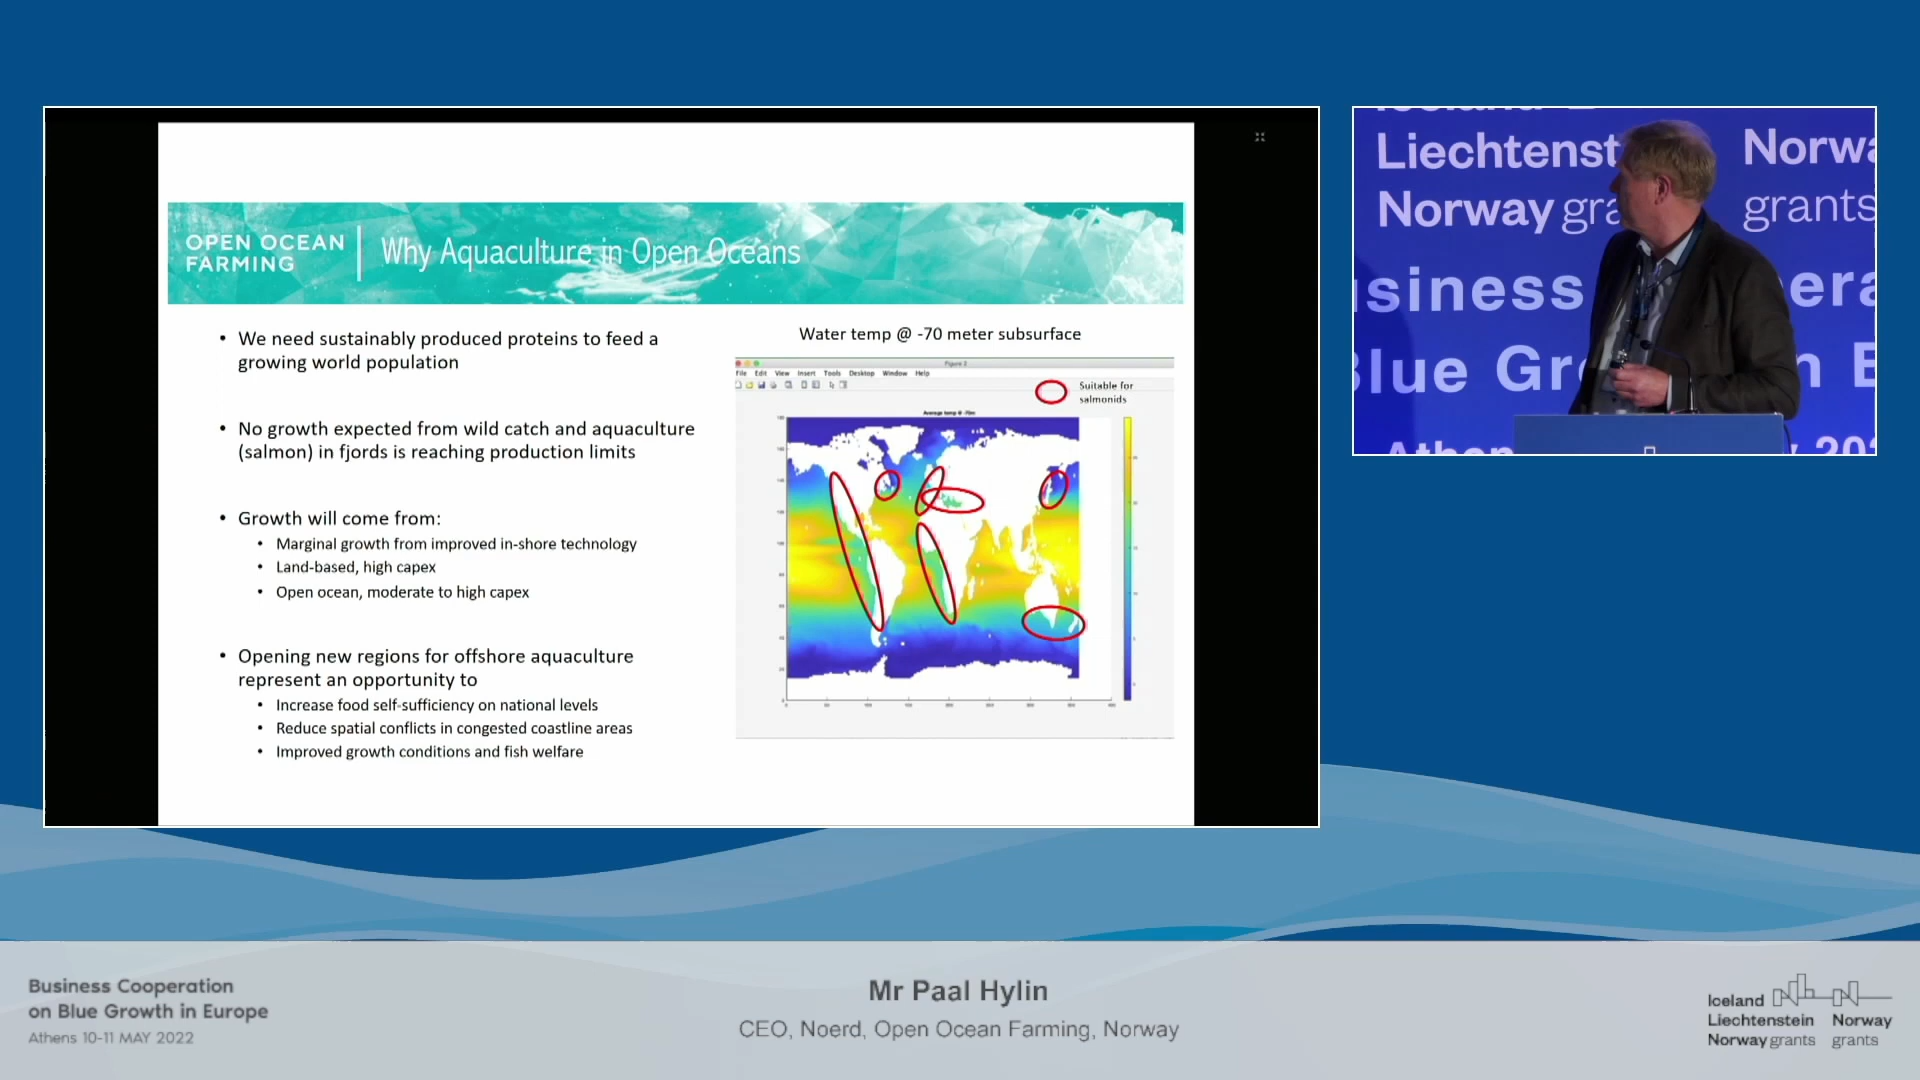 OPEN OCEAN
FARMING
Why Aquaculture in Open Oceans
• We need sustainably produced proteins to feed a
growing world population
• No growth expected from wild catch and aquaculture
(salmon) in fjords is reaching production limits
• Growth will come from:
• Marginal growth from improved in-shore technology
• Land-based, high capex
• Open ocean, moderate to high capex
• Opening new regions for offshore aquaculture
represent an opportunity to
• Increase food self-sufficiency on national levels
• Reduce spatial conflicts in congested coastline areas
• Improved growth conditions and fish welfare
Water temp @ -70 meter subsurface
Figure 2
File Edit View Insert Tools Desktop Window Help
Suitable for
salmonids
Average temp @ -70m
Liechtenst Norwa
Norway gra grants
siness era
Blue Gr n E
Mr Paal Hylin
CEO, Noerd, Open Ocean Farming, Norway
Business Cooperation
on Blue Growth in Europe
Athens 10-11 MAY 2022
Iceland
Liechtenstein Norway
Norway grants grants